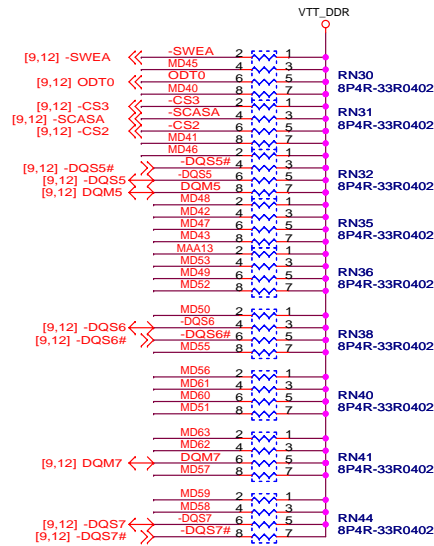 VTT_DDR
[9,12] -SWEA -SWEA 2 1
MD45 4 3 RN30
[9,12] ODT0 ODT0 6 5
MD40 8 7 8P4R-33R0402
[9,12] -CS3 -CS3 2 1
[9,12] -SCASA -SCASA 4 3 RN31
[9,12] -CS2 -CS2 6 5
MD41 8 7 8P4R-33R0402
MD46 2 1
[9,12] -DQS5# -DQS5# 4 3 RN32
[9,12] -DQS5 -DQS5 6 5
[9,12] DQM5 DQM5 8 7 8P4R-33R0402
MD48 2 1
MD42 4 3 RN35
MD47 6 5
MD43 8 7 8P4R-33R0402
MAA13 2 1
MD53 4 3 RN36
MD49 6 5
MD52 8 7 8P4R-33R0402
MD50 2 1
[9,12] -DQS6 -DQS6 4 3 RN38
[9,12] -DQS6# -DQS6# 6 5
MD55 8 7 8P4R-33R0402
MD56 2 1
MD61 4 3 RN40
MD60 6 5
MD51 8 7 8P4R-33R0402
MD63 2 1
MD62 4 3 RN41
[9,12] DQM7 DQM7 6 5
MD57 8 7 8P4R-33R0402
MD59 2 1
MD58 4 3 RN44
[9,12] -DQS7 -DQS7 6 5
[9,12] -DQS7# -DQS7# 8 7 8P4R-33R0402